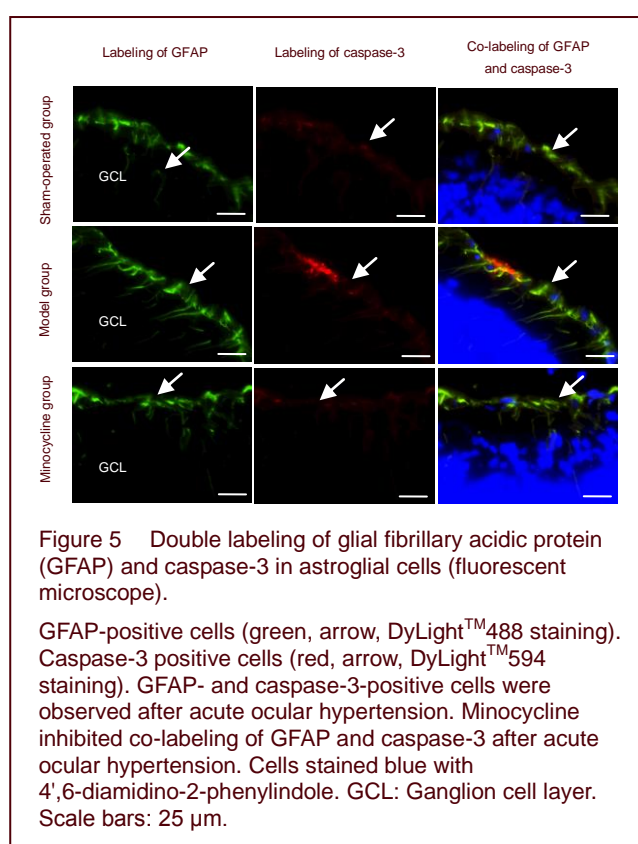 Labeling of GFAP
Labeling of caspase-3
Co-labeling of GFAP
and caspase-3
Sham-operated group
GCL
Model group
GCL
Minocycline group
GCL
Figure 5 Double labeling of glial fibrillary acidic protein
(GFAP) and caspase-3 in astroglial cells (fluorescent
microscope).
GFAP-positive cells (green, arrow, DyLight™488 staining).
Caspase-3 positive cells (red, arrow, DyLight™594
staining). GFAP- and caspase-3-positive cells were
observed after acute ocular hypertension. Minocycline
inhibited co-labeling of GFAP and caspase-3 after acute
ocular hypertension. Cells stained blue with
4',6-diamidino-2-phenylindole. GCL: Ganglion cell layer.
Scale bars: 25 μm.